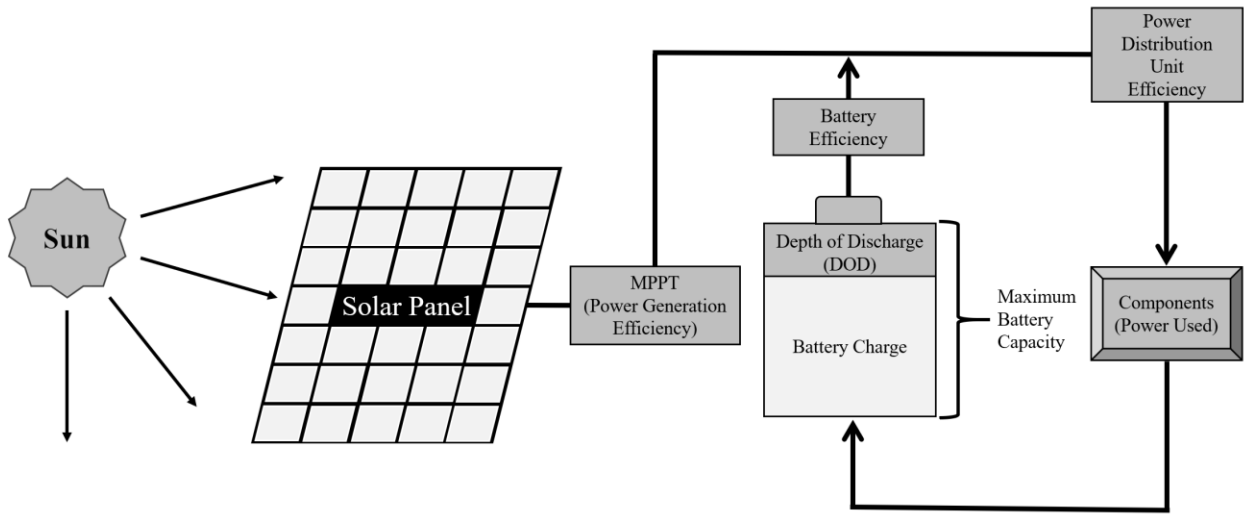 Sun
Solar Panel
MPPT
(Power Generation
Efficiency)
Battery
Efficiency
Depth of Discharge
(DOD)
Battery Charge
Maximum
Battery
Capacity
Power
Distribution
Unit
Efficiency
Components
(Power Used)